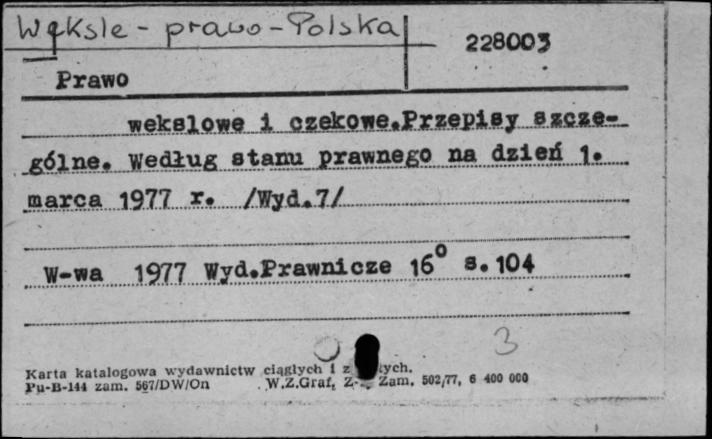 Weksle - prawo - Polska
228003
Prawo
wekslowe i czekowe.Przepisy szcze-
gólne. Według stanu prawnego na dzień 1.
marca 1977 r. /Wyd.7/
W-wa 1977 Wyd.Prawnicze 16° s.104
3
Karta katalogowa wydawnictw ciągłych i
Pu-B-144 zam. 567/DW/On W.Z.Graf. Zam. 502/77, 6 400 000